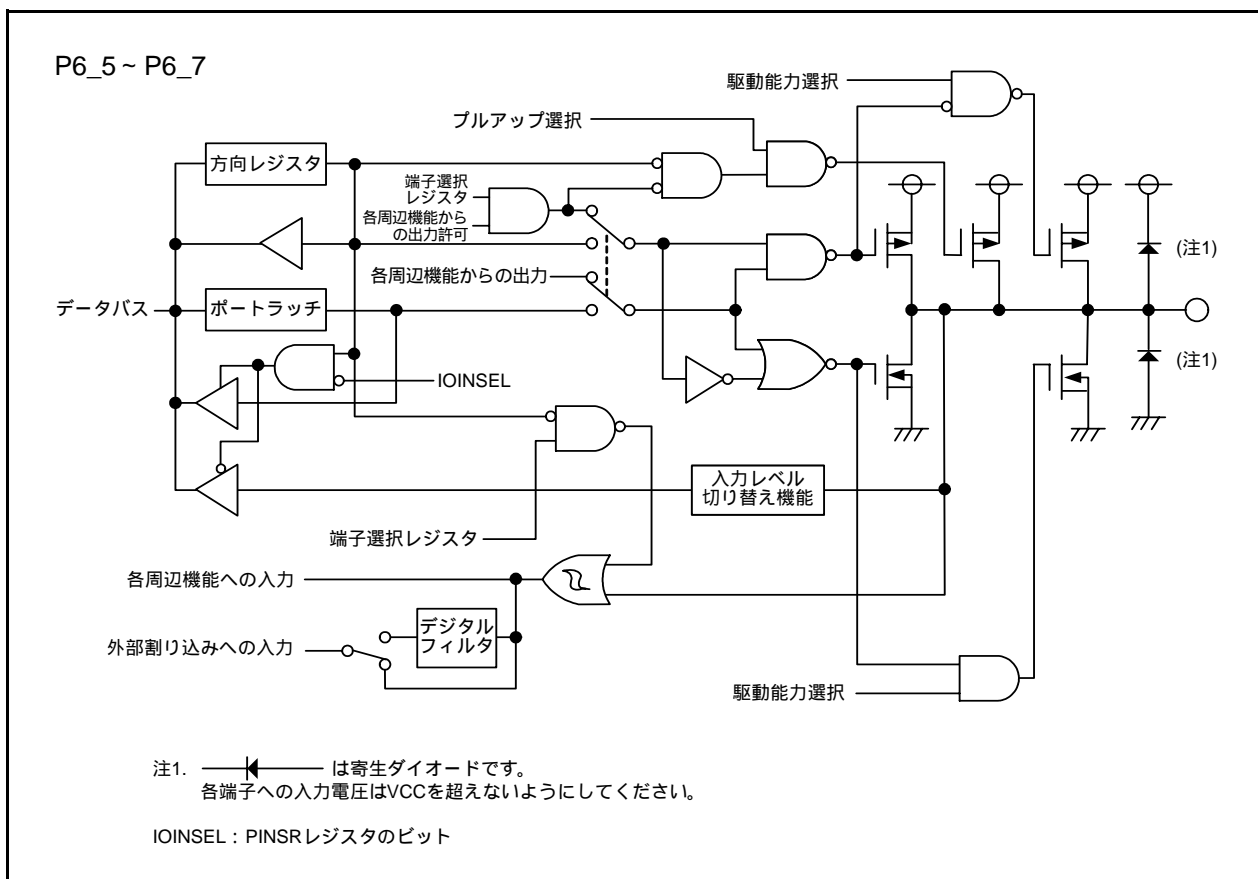 P6_5 ~ P6_7
駆動能力選択
プルアップ選択
方向レジスタ
端子選択
レジスタ
各周辺機能から
の出力許可
(注1)
各周辺機能からの出力
データバス
ポートラッチ
(注1)
IOINSEL
入力レベル
切り替え機能
端子選択レジスタ
各周辺機能への入力
デジタル
フィルタ
外部割り込みへの入力
駆動能力選択
注1. は寄生ダイオードです。
各端子への入力電圧はVCCを超えないようにしてください。
IOINSEL：PINSRレジスタのビット